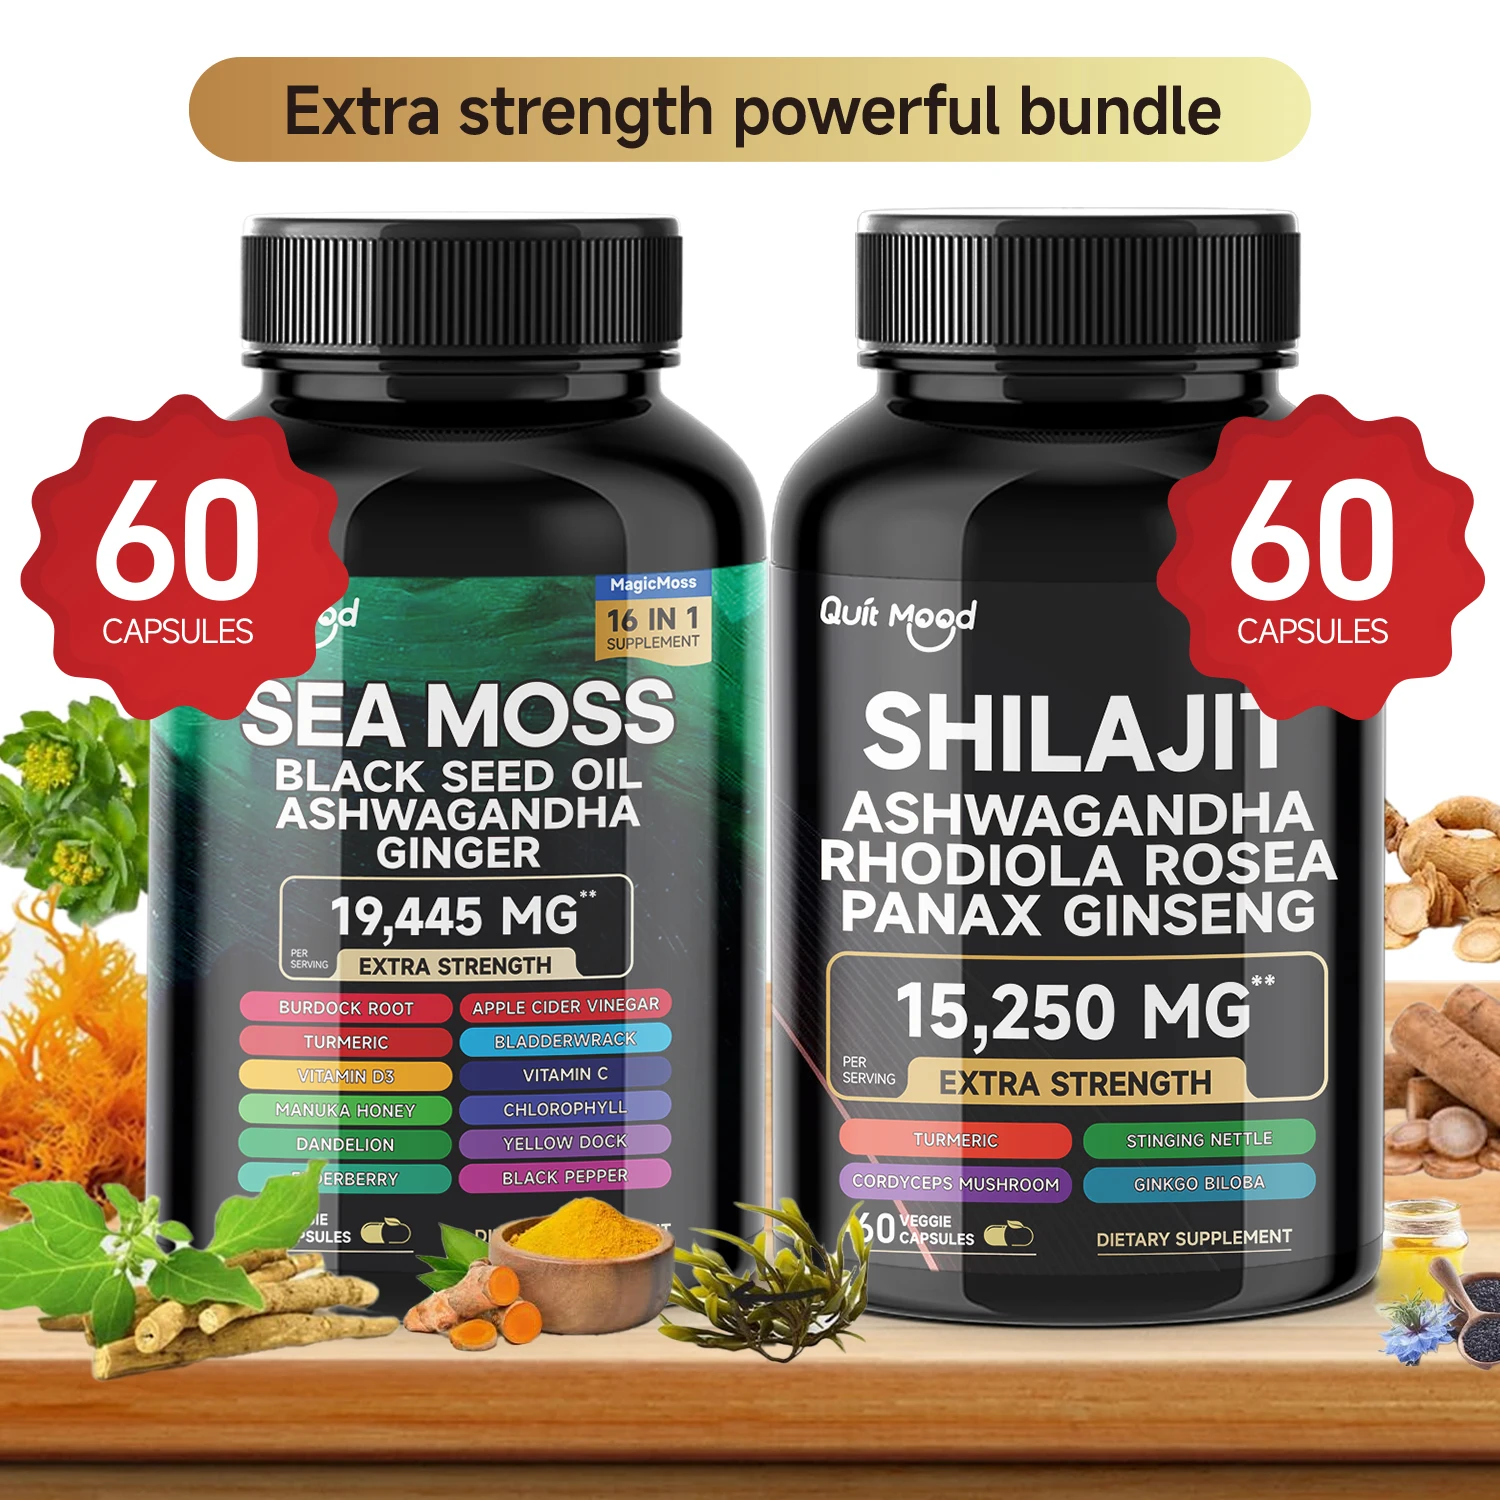 Extra strength powerful bundle
60
CAPSULES
MagicMoss
16 IN 1
SUPPLEMENT
SEA MOSS
BLACK SEED OIL
ASHWAGANDHA
GINGER
19,445 MG**
PER
SERVING
EXTRA STRENGTH
BURDOCK ROOT
APPLE CIDER VINEGAR
TURMERIC
BLADDERWRACK
VITAMIN D3
VITAMIN C
MANUKA HONEY
CHLOROPHYLL
DANDELION
YELLOW DOCK
BLACK PEPPER
60
CAPSULES
Quit Mood
SHILAJIT
ASHWAGANDHA
RHODIOLA ROSEA
PANAX GINSENG
15,250 MG**
PER
SERVING
EXTRA STRENGTH
TURMERIC
STINGING NETTLE
CORDYCEPS MUSHROOM
GINKGO BILOBA
60 VEGGIE
CAPSULES
DIETARY SUPPLEMENT